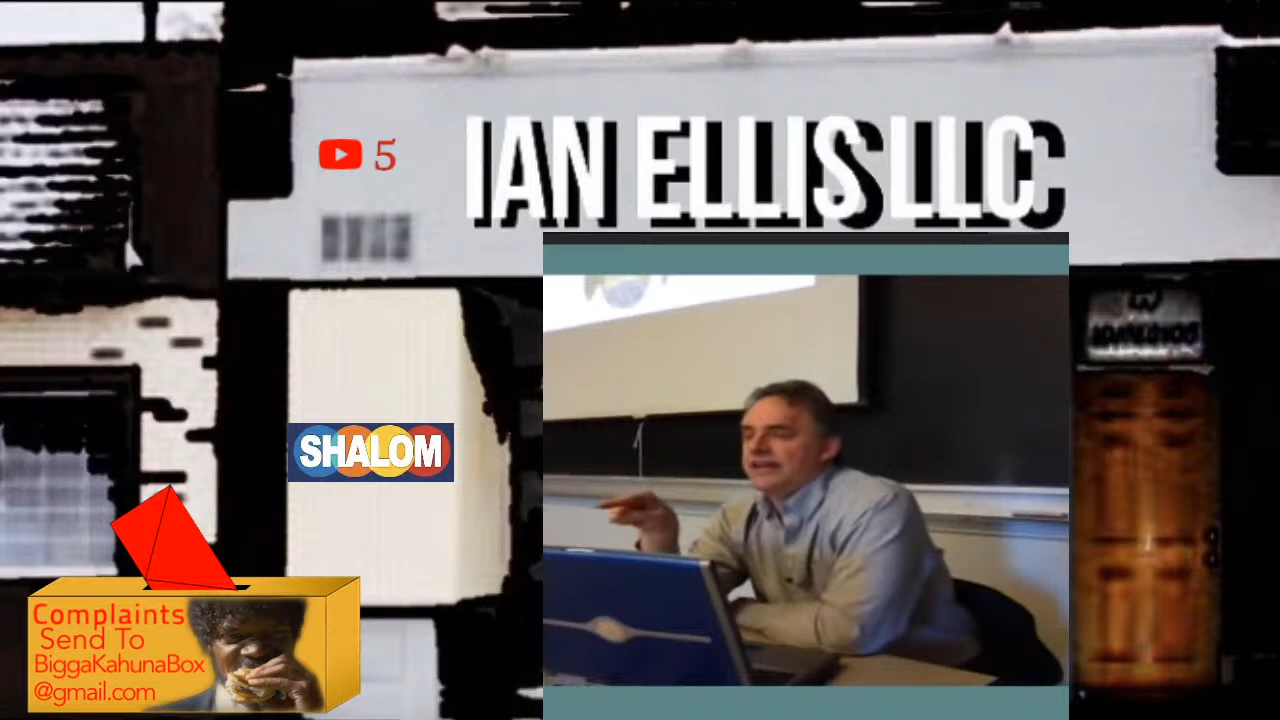 IAN ELLIS LLC
5
SHALOM
Complaints
Send To
BiggaKahunaBox
@gmail.com